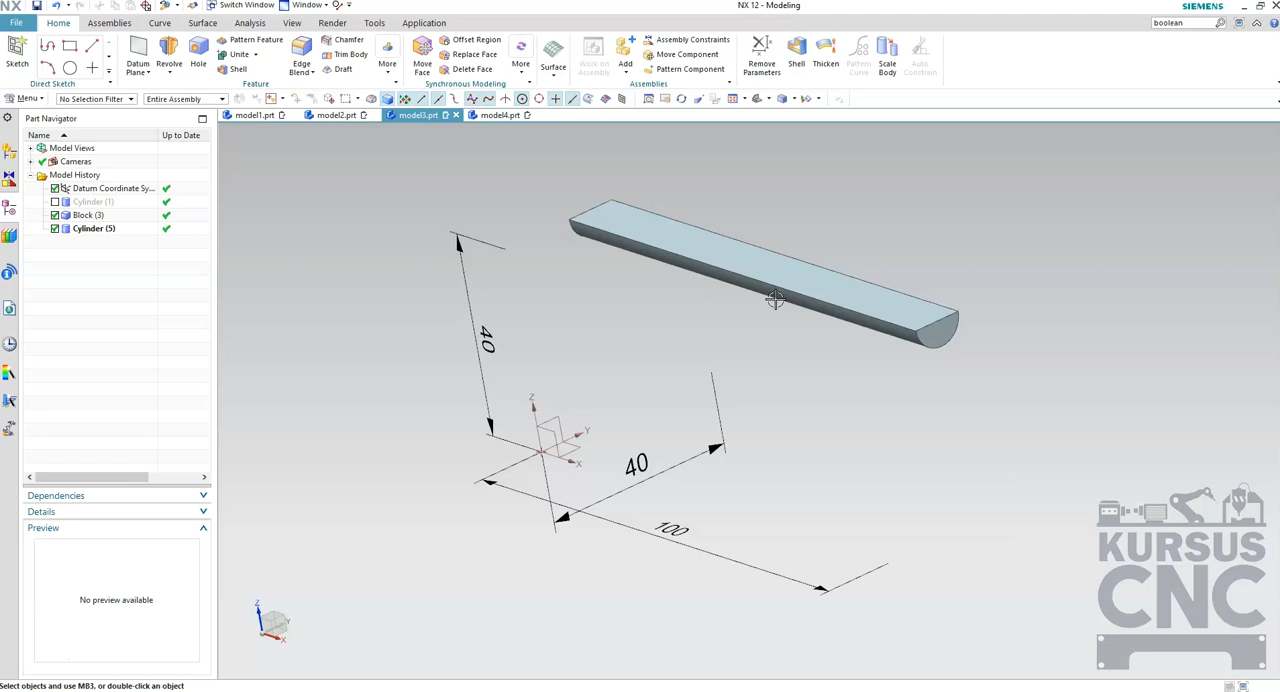 NX Switch Window Window NX 12 - Modeling SIEMENS
File Home Assemblies Curve Surface Analysis View Render Tools Application boolean
Sketch
Direct Sketch
Datum Plane Revolve Hole
Pattern Feature
Unite
Shell
Edge Blend
Chamfer
Trim Body
Draft
More
Feature
Move Face
Offset Region
Replace Face
Delete Face
More
Synchronous Modeling
Surface
Work on Assembly
Add
Assembly Constraints
Move Component
Pattern Component
Assemblies
Remove Parameters
Shell
Thicken
Pattern Curve
Scale Body
Auto Constrain
Menu No Selection Filter Entire Assembly
model1.prt model2.prt model3.prt model4.prt
Part Navigator
Name Up to Date
Model Views
Cameras
Model History
Datum Coordinate Sy...
Cylinder (1)
Block (3)
Cylinder (5)
Dependencies
Details
Preview
No preview available
40
Z
Y
X
40
100
Z
Y
X
KURSUS
CNC
Select objects and use MB3, or double-click an object